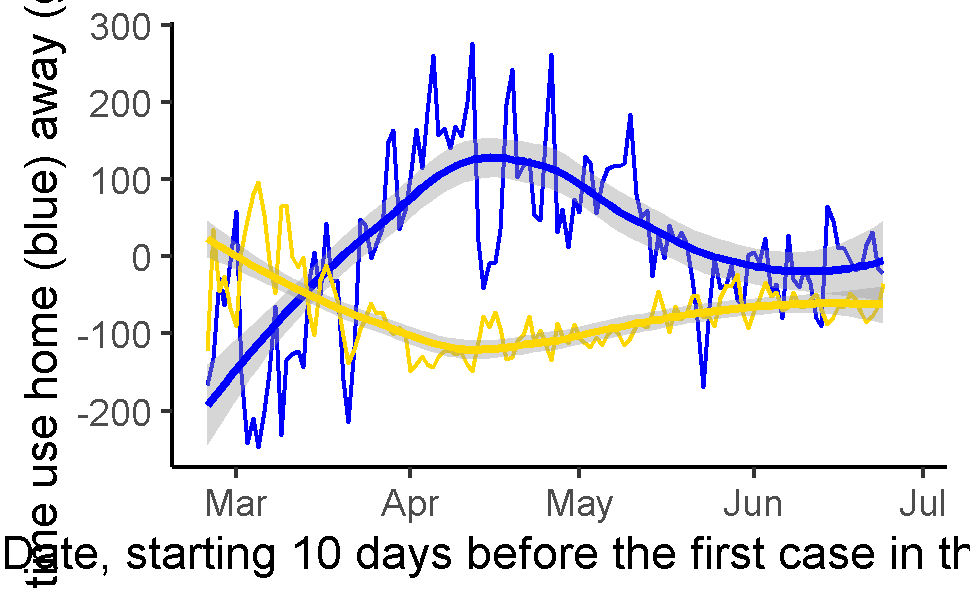 time use home (blue) away (
300
200
100
0
-100
-200
Mar Apr May Jun Jul
Date, starting 10 days before the first case in th